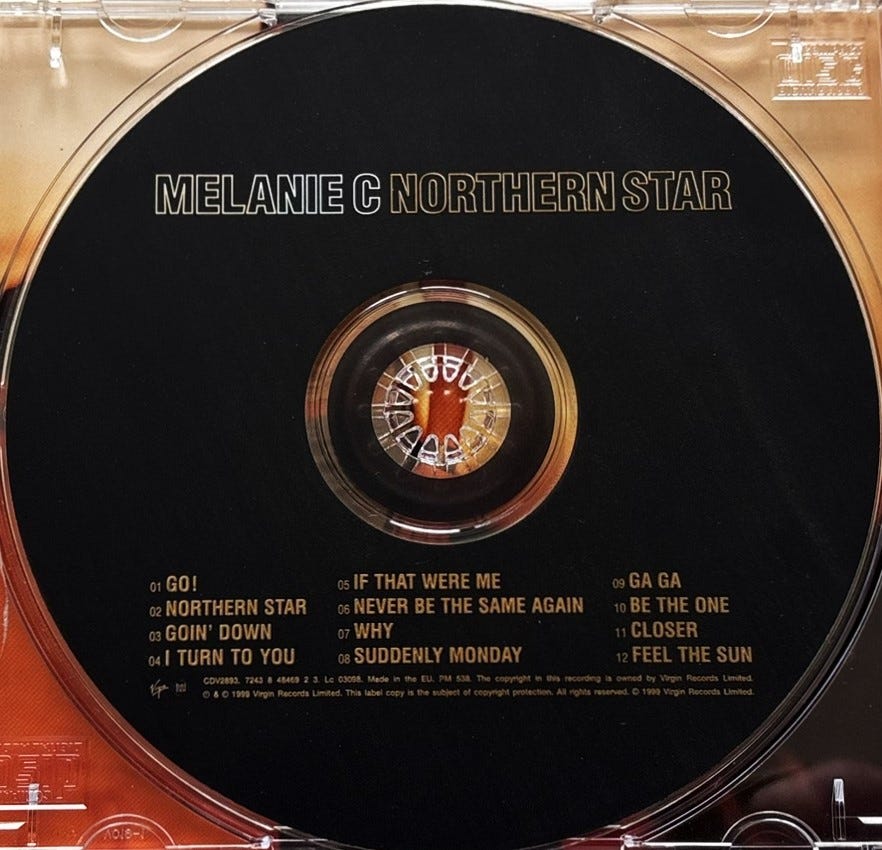 MELANIE C NORTHERN STAR
01 GO!
02 NORTHERN STAR
03 GOIN' DOWN
04 I TURN TO YOU
05 IF THAT WERE ME
06 NEVER BE THE SAME AGAIN
07 WHY
08 SUDDENLY MONDAY
09 GA GA
10 BE THE ONE
11 CLOSER
12 FEEL THE SUN
CDV2893. 7243 8 48469 2 3. Lc 03098. Made in the EU. PM 538. The copyright in this recording is owned by Virgin Records Limited.
℗ & © 1999 Virgin Records Limited. This label copy is the subject of copyright protection. All rights reserved. © 1999 Virgin Records Limited.
Virgin